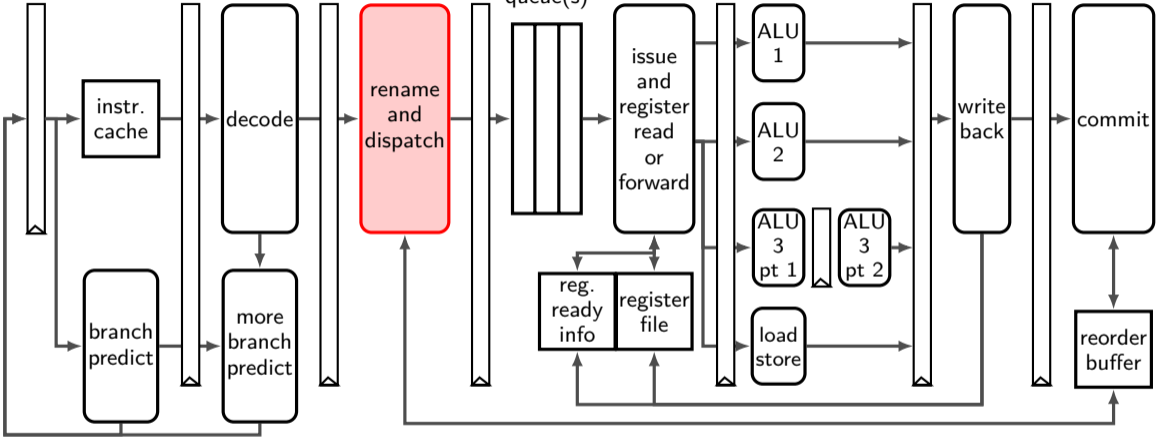 queue(s)
instr.
cache
decode
rename
and
dispatch
issue
and
register
read
or
forward
ALU
1
ALU
2
ALU
3
pt 1
ALU
3
pt 2
load
store
write
back
commit
branch
predict
more
branch
predict
reg.
ready
info
register
file
reorder
buffer